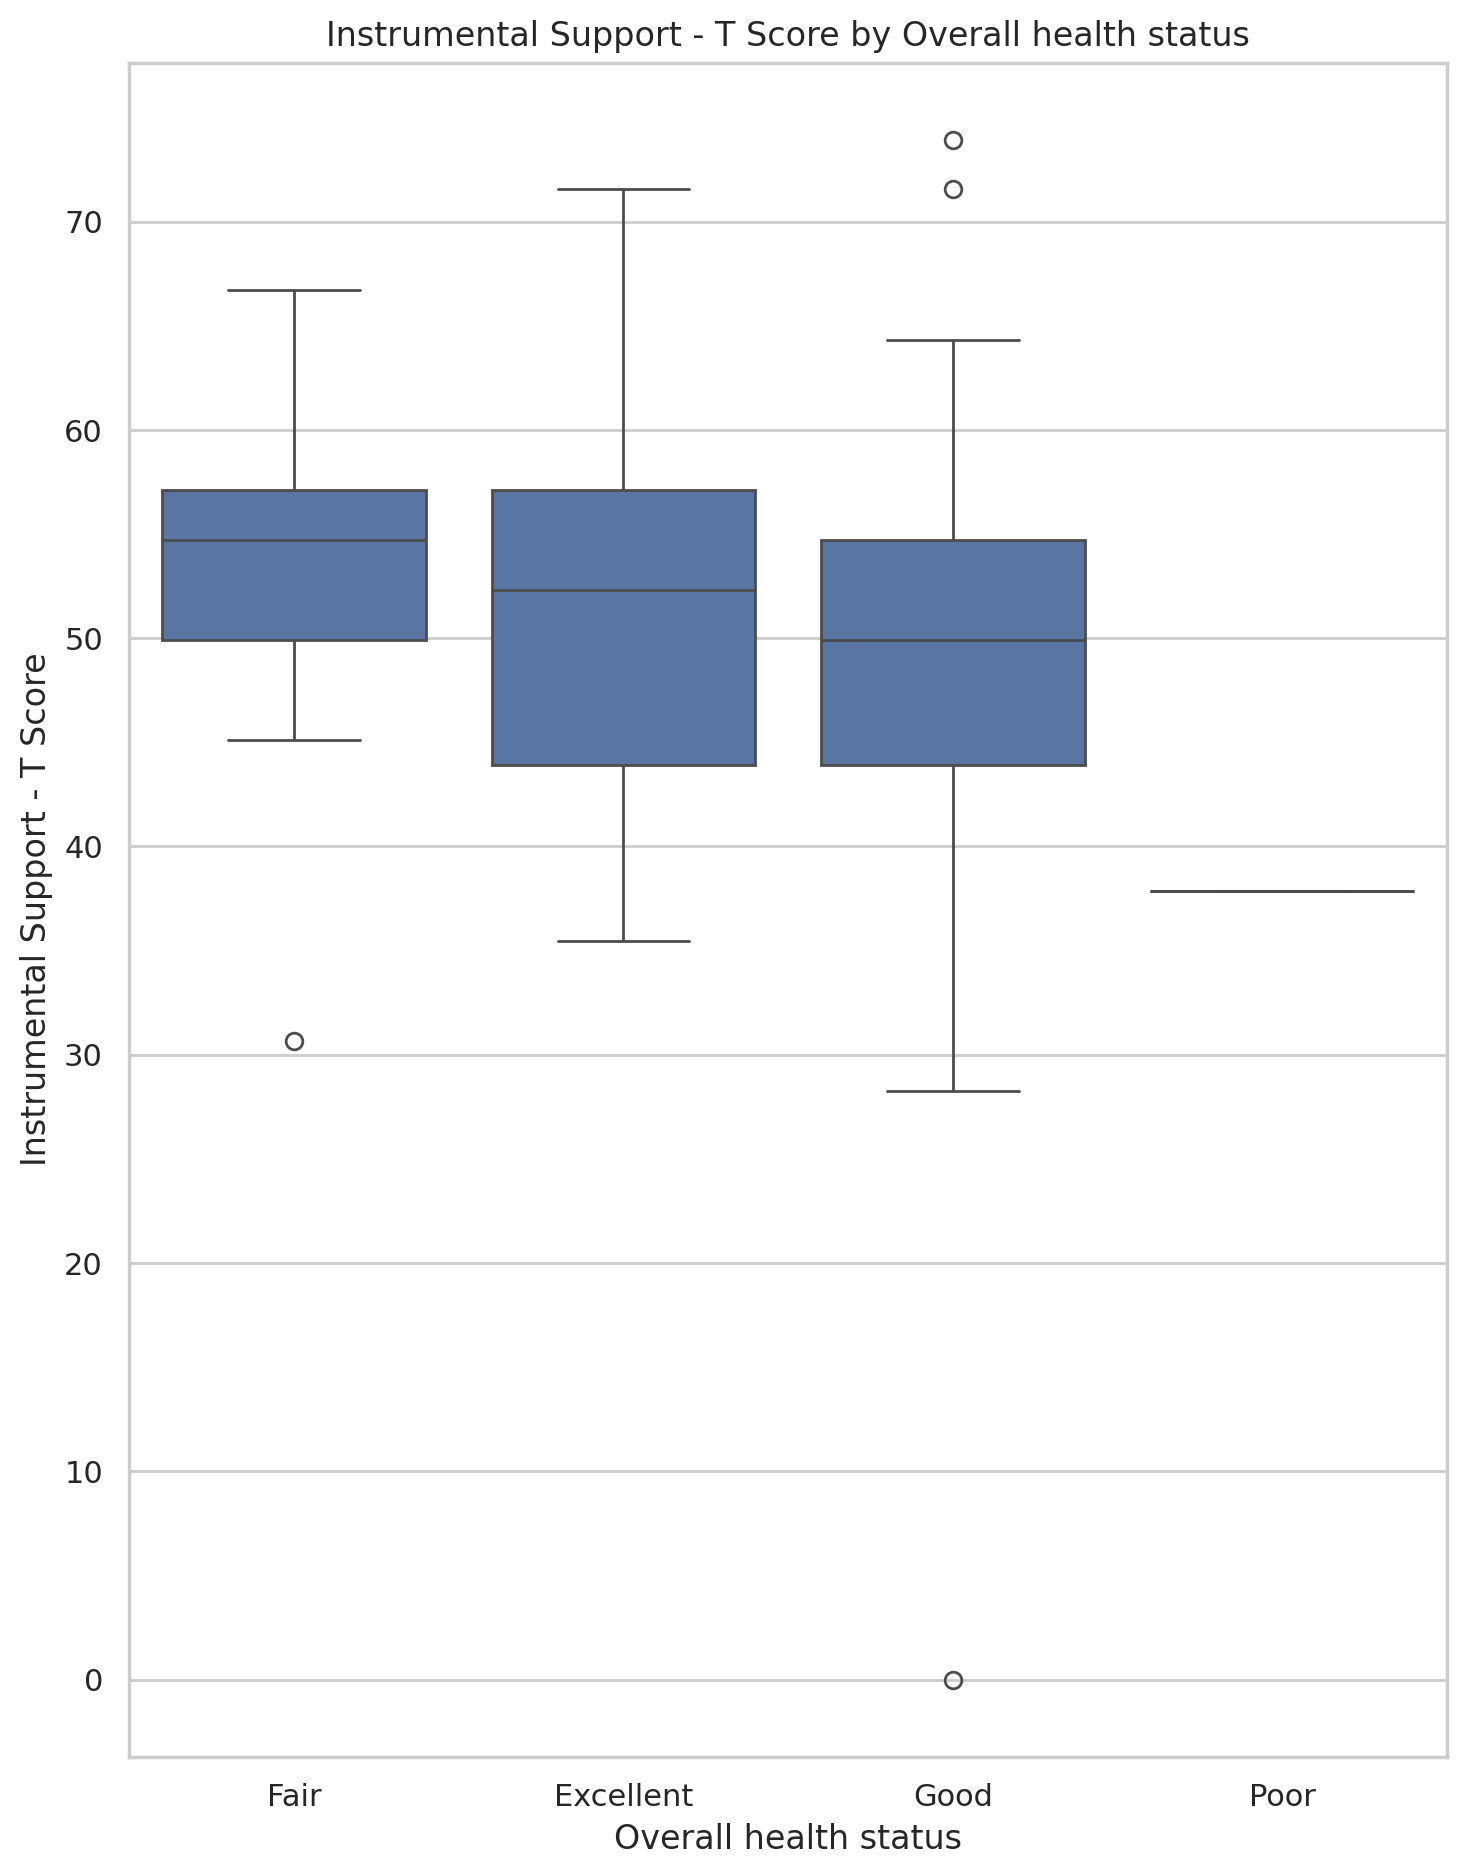 Instrumental Support - T Score by Overall health status
Instrumental Support - T Score
70
60
50
40
30
20
10
0
Fair
Excellent
Good
Poor
Overall health status